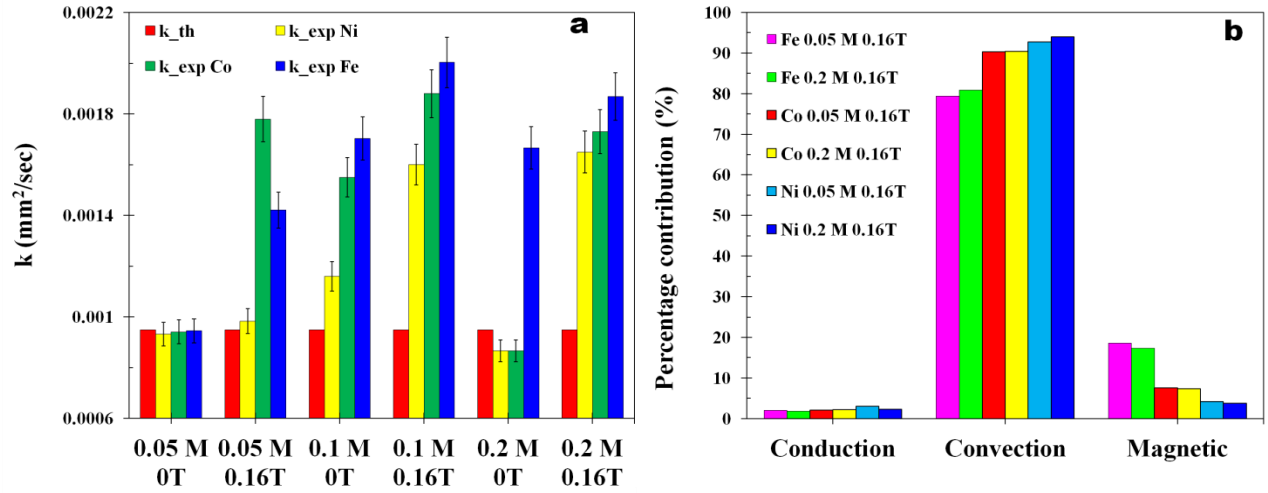 a
k_th
k_exp Ni
k_exp Co
k_exp Fe
k (mm²/sec)
0.0022
0.0018
0.0014
0.001
0.0006
0.05 M 0.05 M 0.1 M 0.1 M 0.2 M 0.2 M
0T 0.16T 0T 0.16T 0T 0.16T
b
Fe 0.05 M 0.16T
Fe 0.2 M 0.16T
Co 0.05 M 0.16T
Co 0.2 M 0.16T
Ni 0.05 M 0.16T
Ni 0.2 M 0.16T
Percentage contribution (%)
100
90
80
70
60
50
40
30
20
10
0
Conduction Convection Magnetic